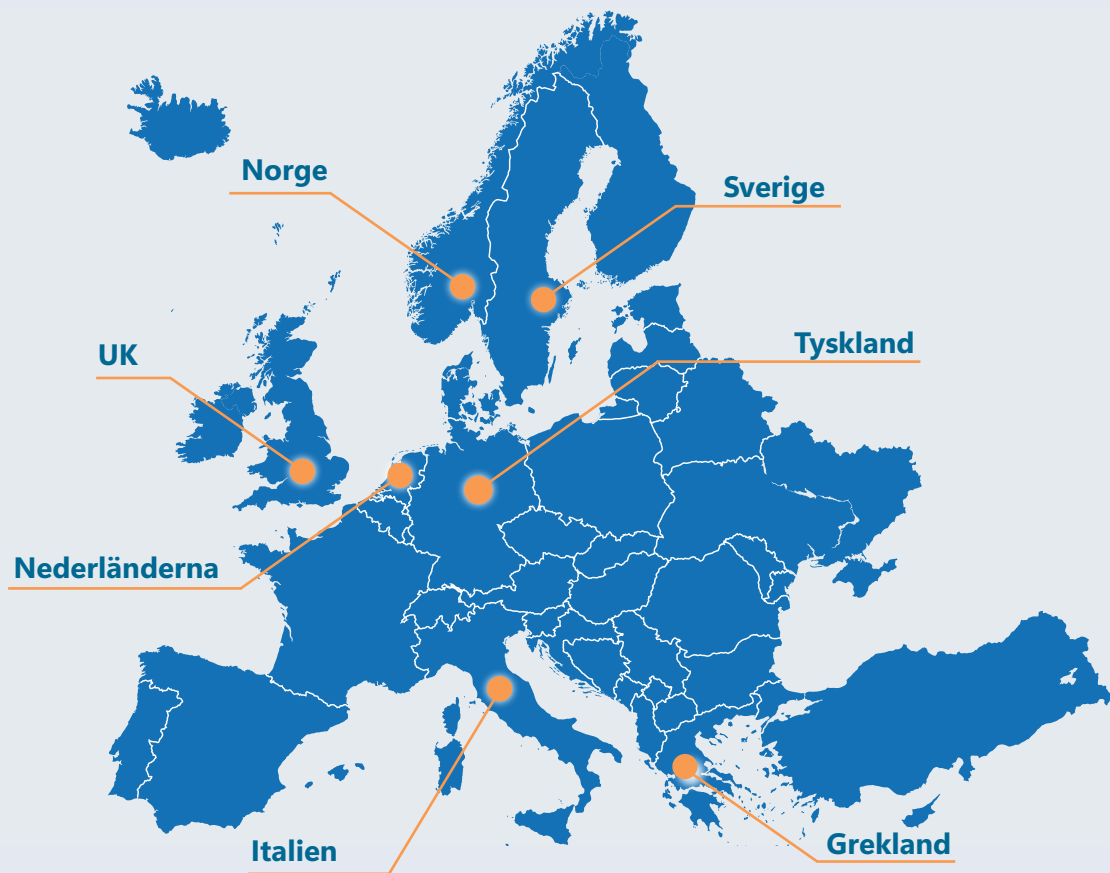 Norge
Sverige
Tyskland
UK
Nederländerna
Italien
Grekland